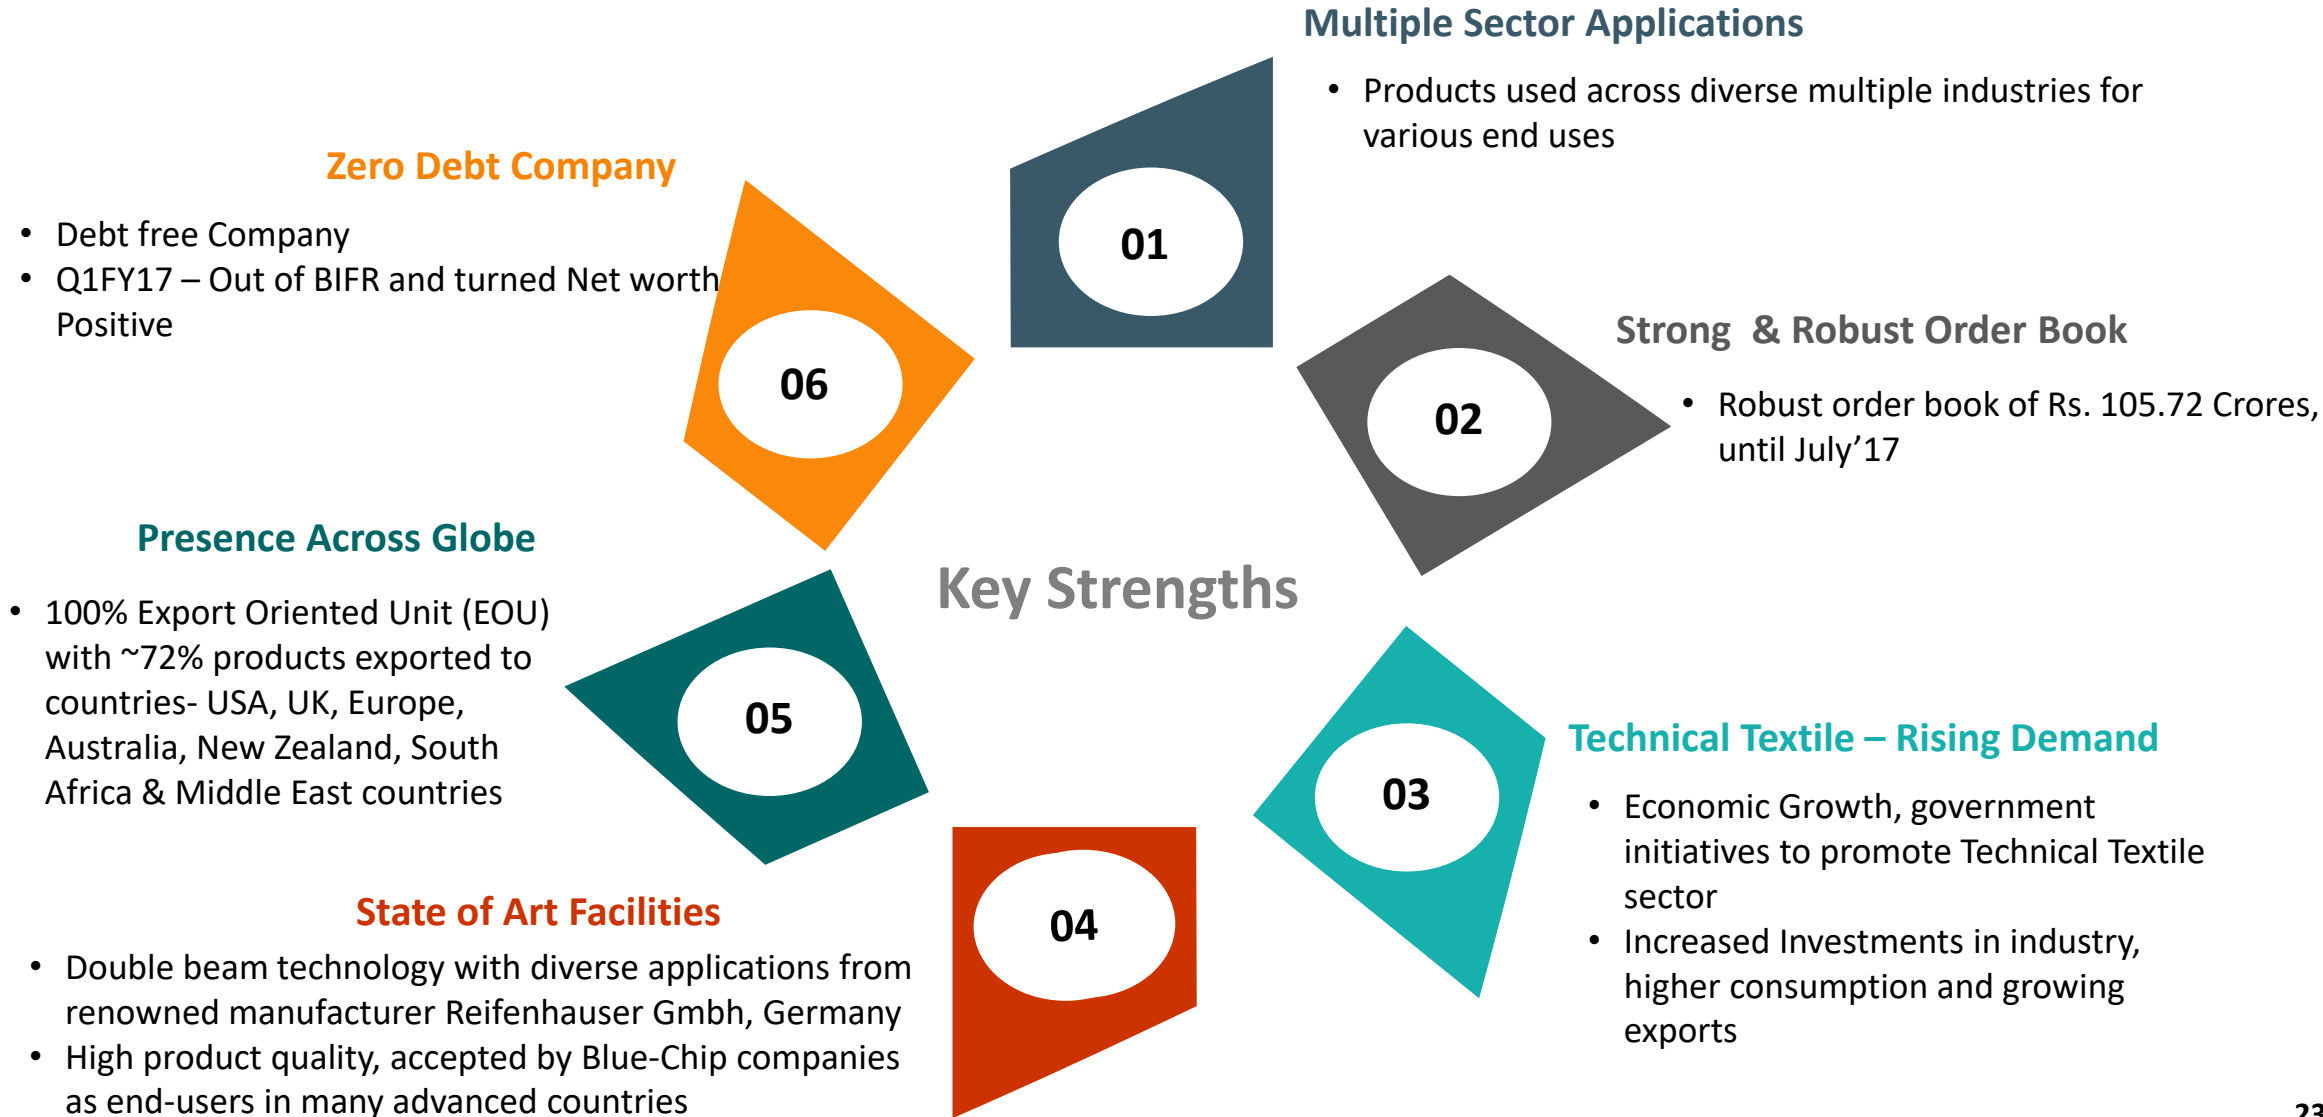 Multiple Sector Applications
• Products used across diverse multiple industries for
various end uses
01
Strong & Robust Order Book
• Robust order book of Rs. 105.72 Crores,
until July’17
02
Technical Textile – Rising Demand
• Economic Growth, government
initiatives to promote Technical Textile
sector
• Increased Investments in industry,
higher consumption and growing
exports
03
State of Art Facilities
• Double beam technology with diverse applications from
renowned manufacturer Reifenhauser Gmbh, Germany
• High product quality, accepted by Blue-Chip companies
as end-users in many advanced countries
04
Presence Across Globe
• 100% Export Oriented Unit (EOU)
with ~72% products exported to
countries- USA, UK, Europe,
Australia, New Zealand, South
Africa & Middle East countries
05
Zero Debt Company
• Debt free Company
• Q1FY17 – Out of BIFR and turned Net worth
Positive
06
Key Strengths
23